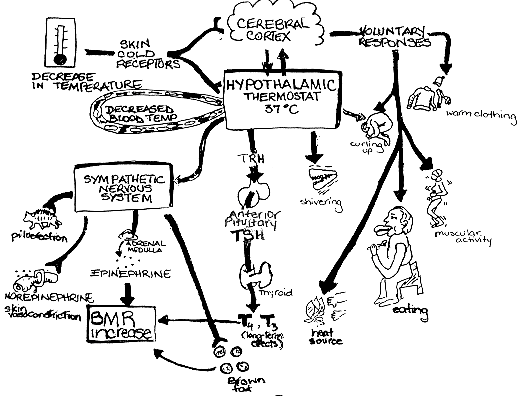 CEREBRAL
CORTEX
VOLUNTARY
RESPONSES
SKIN
COLD
RECEPTORS
DECREASE
IN TEMPERATURE
HYPOTHALAMIC
THERMOSTAT
37°C
DECREASED
BLOOD TEMP
warm clothing
curling
up
TRH
shivering
SYMPATHETIC
NERVOUS
SYSTEM
Anterior
Pituitary
TSH
muscular
activity
piloerection
ADRENAL
MEDULLA
EPINEPHRINE
NOREPINEPHRINE
skin
vasoconstriction
Thyroid
eating
BMR
increase
T4, T3
(long-term
effects)
heat
source
Brown
fat